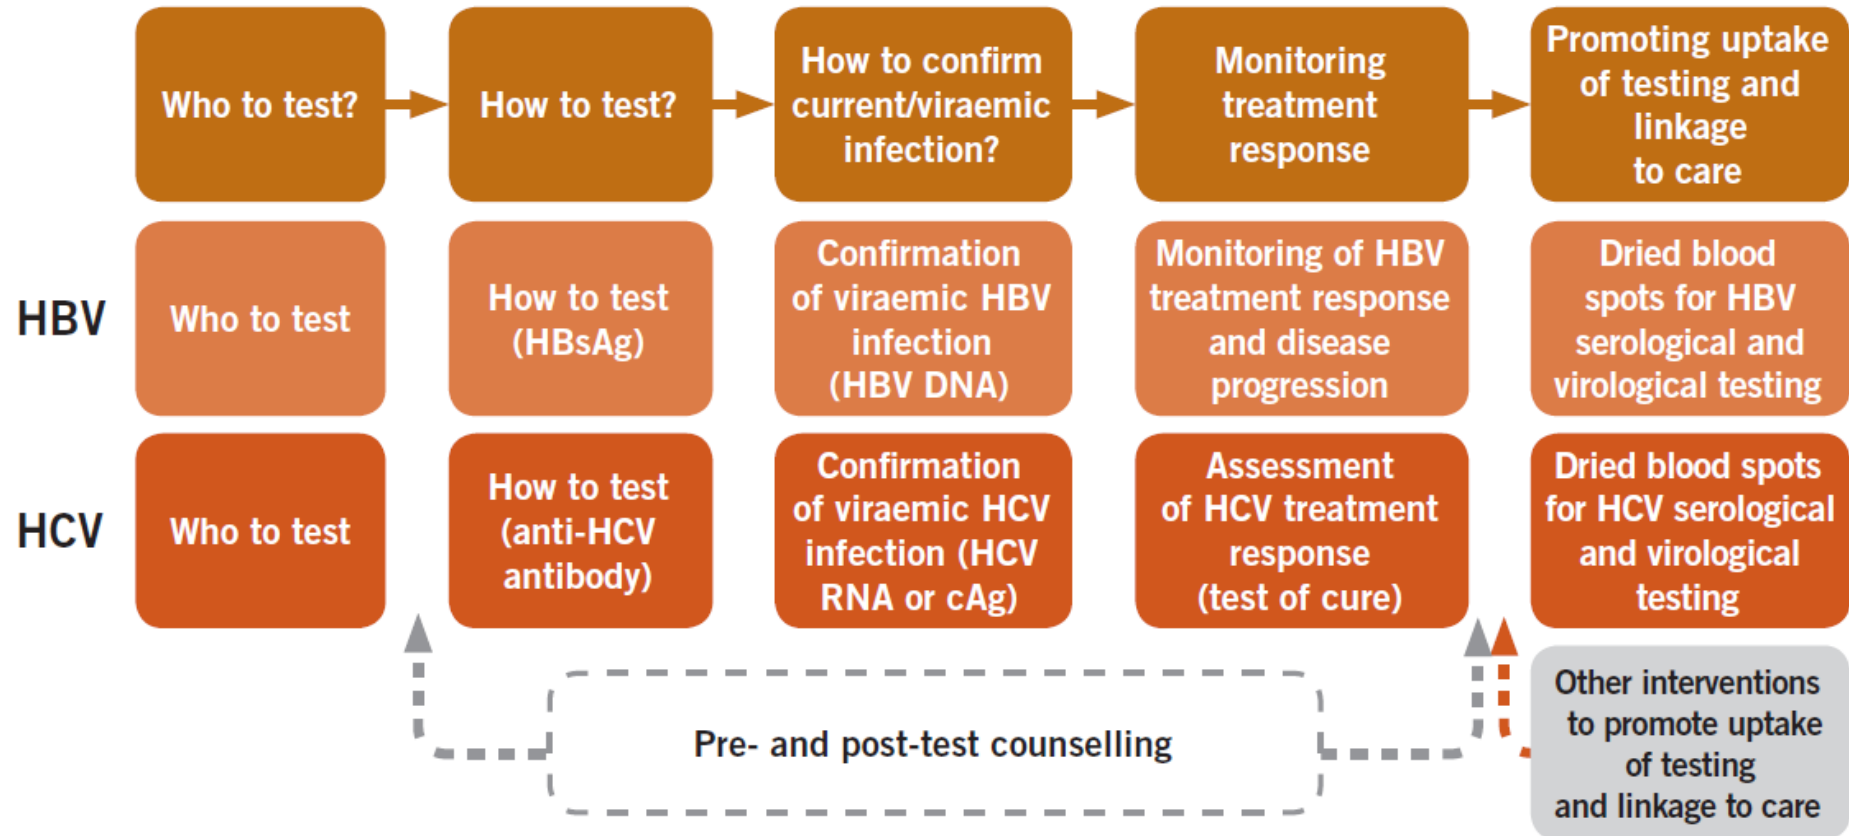 Who to test?
How to test?
How to confirm
current/viraemic
infection?
Monitoring
treatment
response
Promoting uptake
of testing and
linkage
to care
HBV
Who to test
How to test
(HBsAg)
Confirmation
of viraemic HBV
infection
(HBV DNA)
Monitoring of HBV
treatment response
and disease
progression
Dried blood
spots for HBV
serological and
virological testing
HCV
Who to test
How to test
(anti-HCV
antibody)
Confirmation
of viraemic HCV
infection (HCV
RNA or cAg)
Assessment
of HCV treatment
response
(test of cure)
Dried blood spots
for HCV serological
and virological
testing
Pre- and post-test counselling
Other interventions
to promote uptake
of testing
and linkage to care